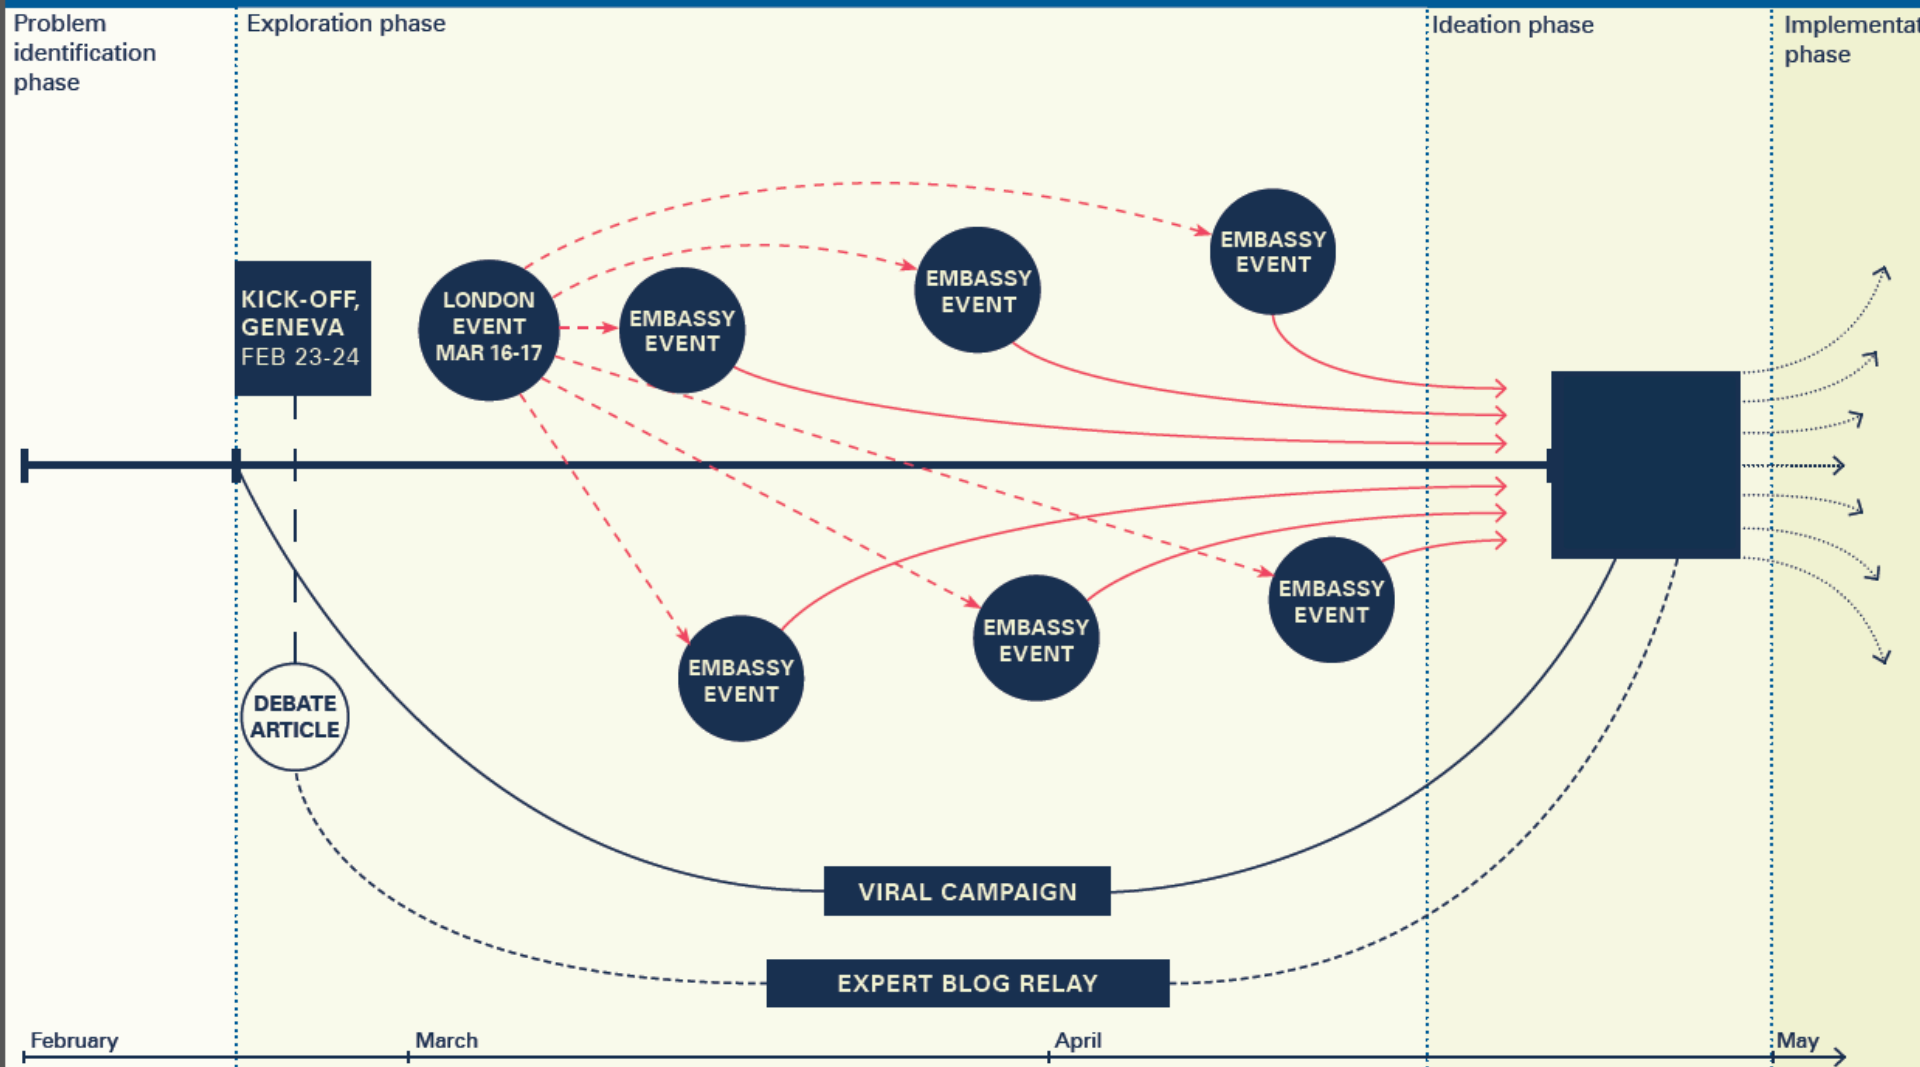 Problem
identification
phase
Exploration phase
Ideation phase
Implementat
phase
KICK-OFF,
GENEVA
FEB 23-24
LONDON
EVENT
MAR 16-17
EMBASSY
EVENT
EMBASSY
EVENT
EMBASSY
EVENT
EMBASSY
EVENT
EMBASSY
EVENT
EMBASSY
EVENT
DEBATE
ARTICLE
VIRAL CAMPAIGN
EXPERT BLOG RELAY
February
March
April
May